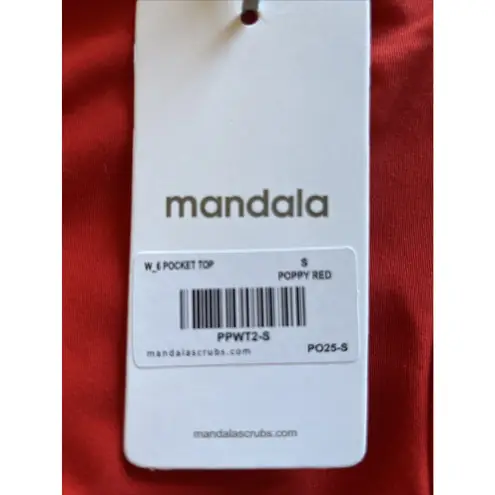 mandala
W_6 POCKET TOP S
POPPY RED
PPWT2-S
mandalascrubs.com PO25-S
mandalascrubs.com